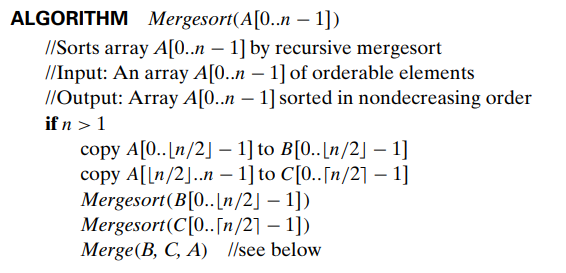 ALGORITHM Mergesort(A[0..n − 1])
//Sorts array A[0..n − 1] by recursive mergesort
//Input: An array A[0..n − 1] of orderable elements
//Output: Array A[0..n − 1] sorted in nondecreasing order
if n > 1
copy A[0..⌊n/2⌋ − 1] to B[0..⌊n/2⌋ − 1]
copy A[⌊n/2⌋..n − 1] to C[0..⌈n/2⌉ − 1]
Mergesort(B[0..⌊n/2⌋ − 1])
Mergesort(C[0..⌈n/2⌉ − 1])
Merge(B, C, A) //see below